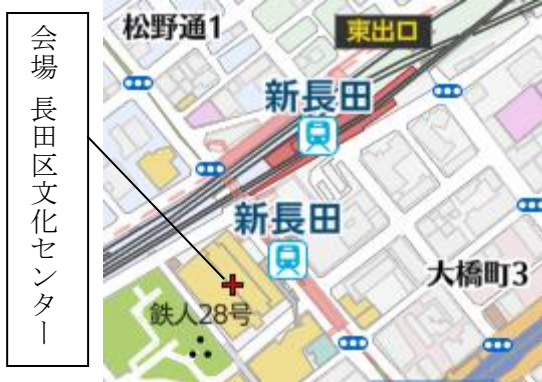 会場 長田区文化センター
松野通1
東出口
新長田
新長田
大橋町3
鉄人28号